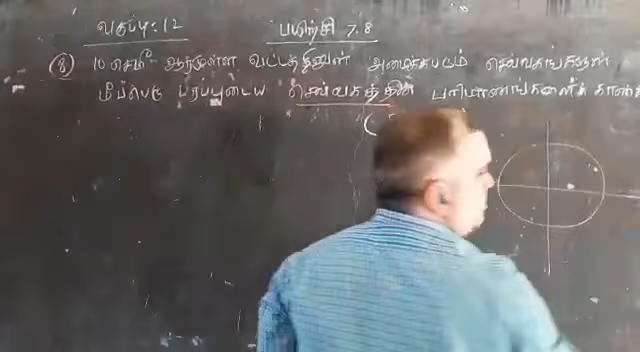 வகுப்பு: 12 பயிற்சி 7.8
(8) 10 செமீ ஆரமுள்ள வட்டத்தினுள் அமைக்கப்படும் செவ்வகங்களுள்
மீப்பெரு பரப்புடைய செவ்வகத்தின் பரிமாணங்களைக் காண்க